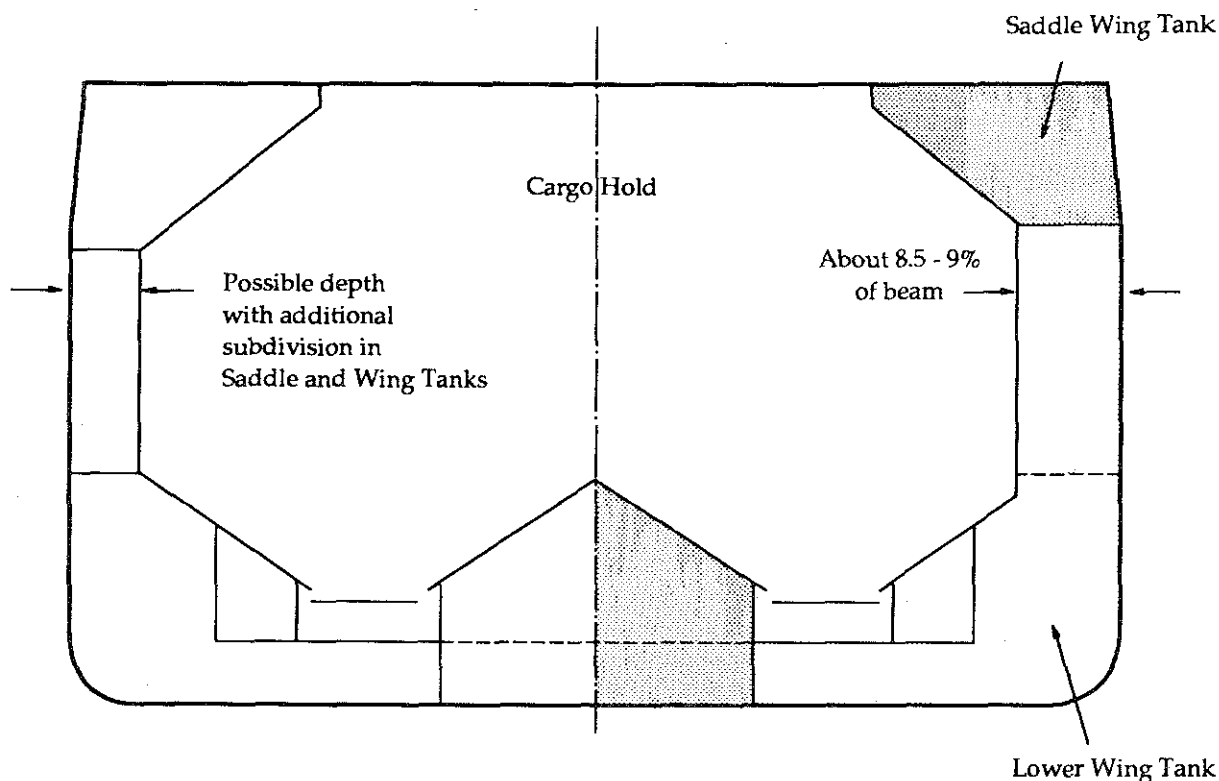 Saddle Wing Tank
Cargo Hold
Possible depth
with additional
subdivision in
Saddle and Wing Tanks
About 8.5 - 9%
of beam
Lower Wing Tank